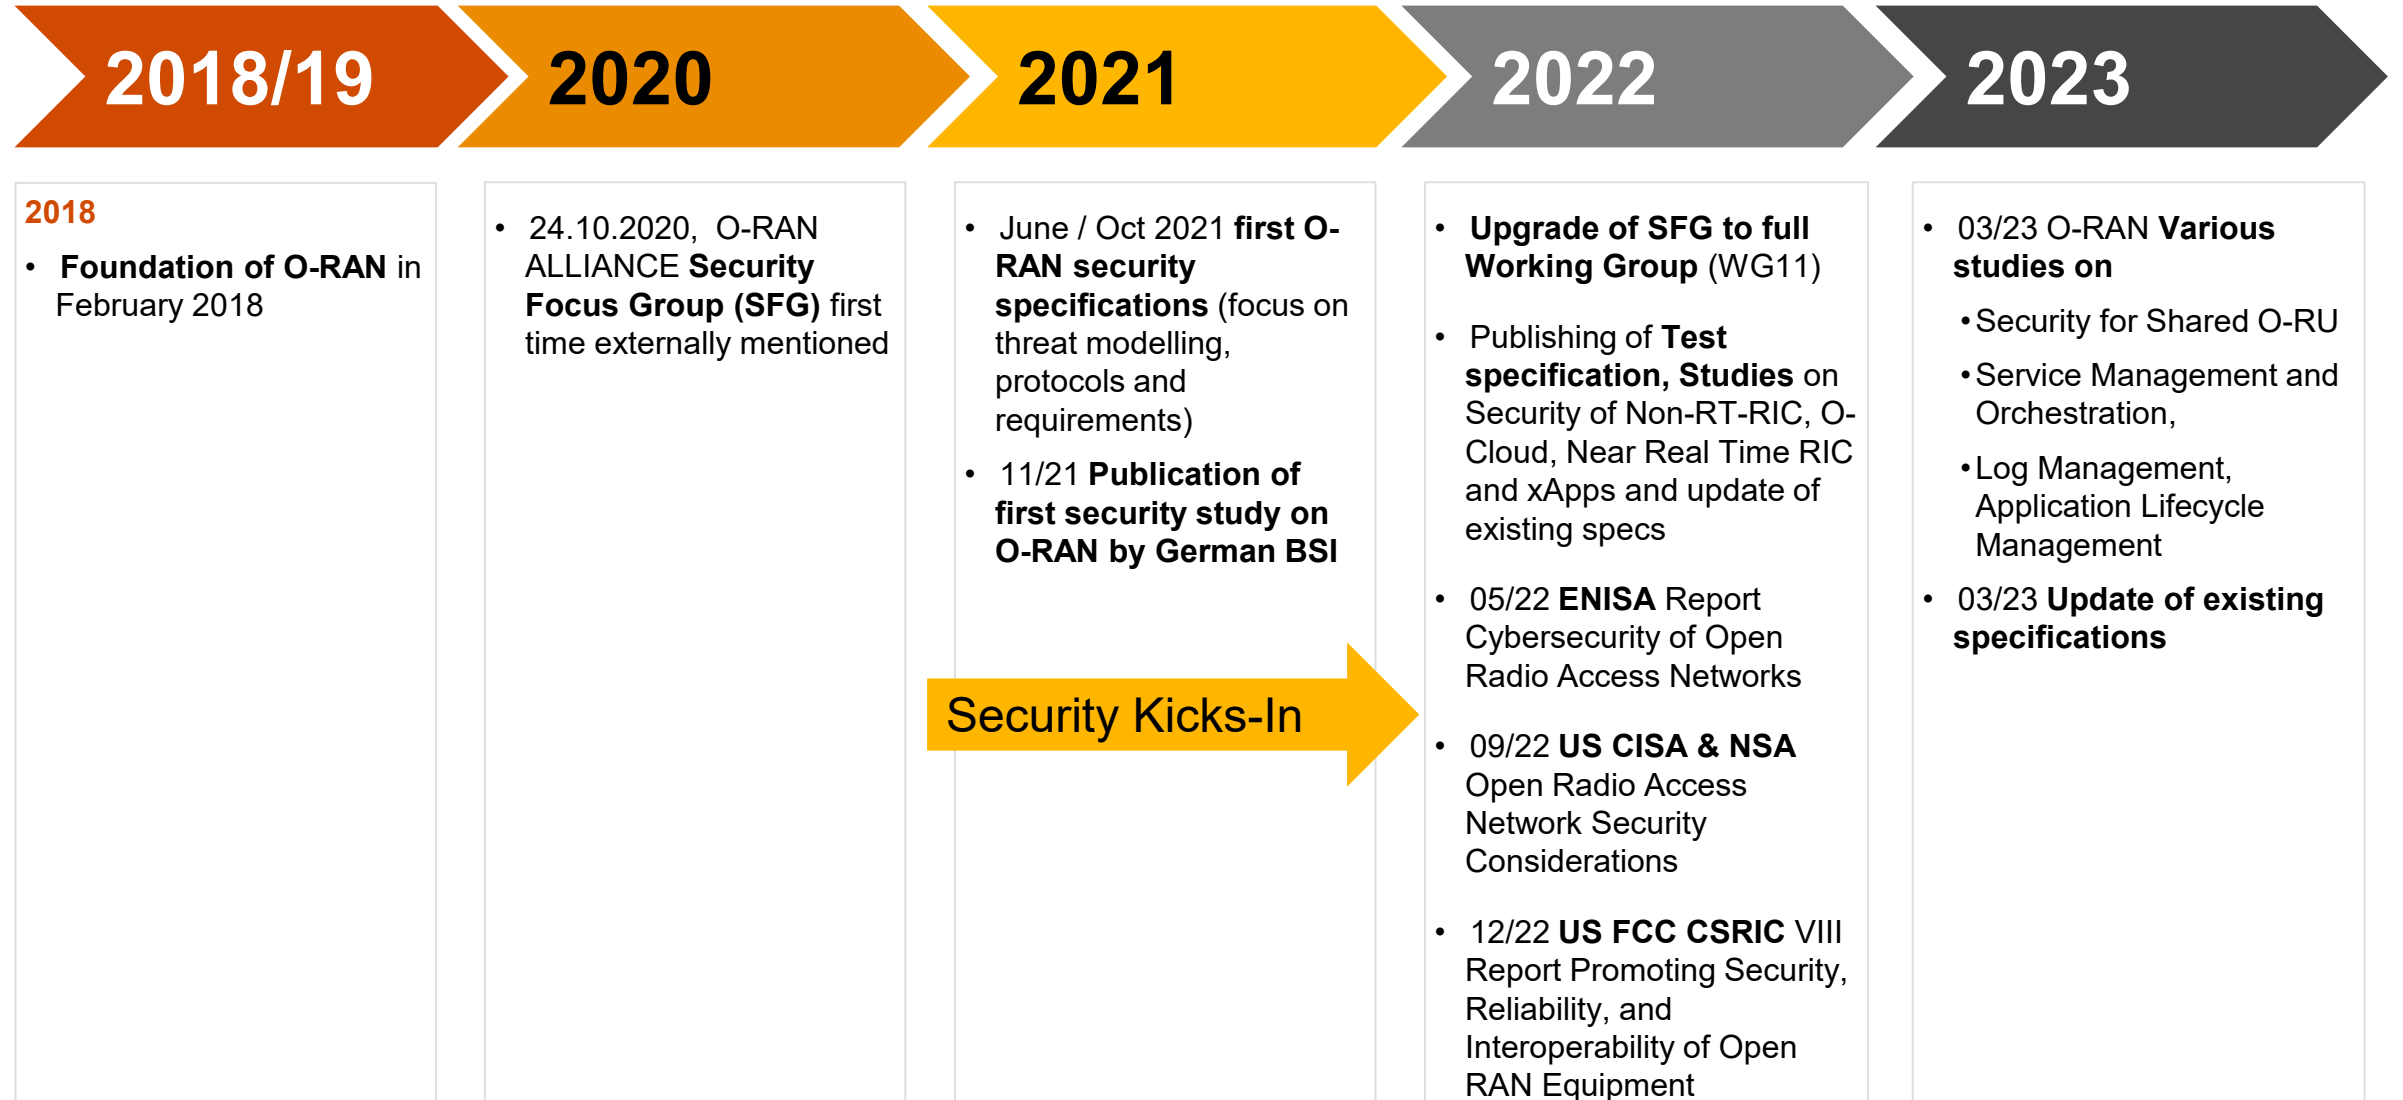 2018/19
2020
2021
2022
2023
2018
• Foundation of O-RAN in
February 2018
• 24.10.2020, O-RAN
ALLIANCE Security
Focus Group (SFG) first
time externally mentioned
• June / Oct 2021 first O-
RAN security
specifications (focus on
threat modelling,
protocols and
requirements)
• 11/21 Publication of
first security study on
O-RAN by German BSI
Security Kicks-In
• Upgrade of SFG to full
Working Group (WG11)
• Publishing of Test
specification, Studies on
Security of Non-RT-RIC, O-
Cloud, Near Real Time RIC
and xApps and update of
existing specs
• 05/22 ENISA Report
Cybersecurity of Open
Radio Access Networks
• 09/22 US CISA & NSA
Open Radio Access
Network Security
Considerations
• 12/22 US FCC CSRIC VIII
Report Promoting Security,
Reliability, and
Interoperability of Open
RAN Equipment
• 03/23 O-RAN Various
studies on
• Security for Shared O-RU
• Service Management and
Orchestration,
• Log Management,
Application Lifecycle
Management
• 03/23 Update of existing
specifications